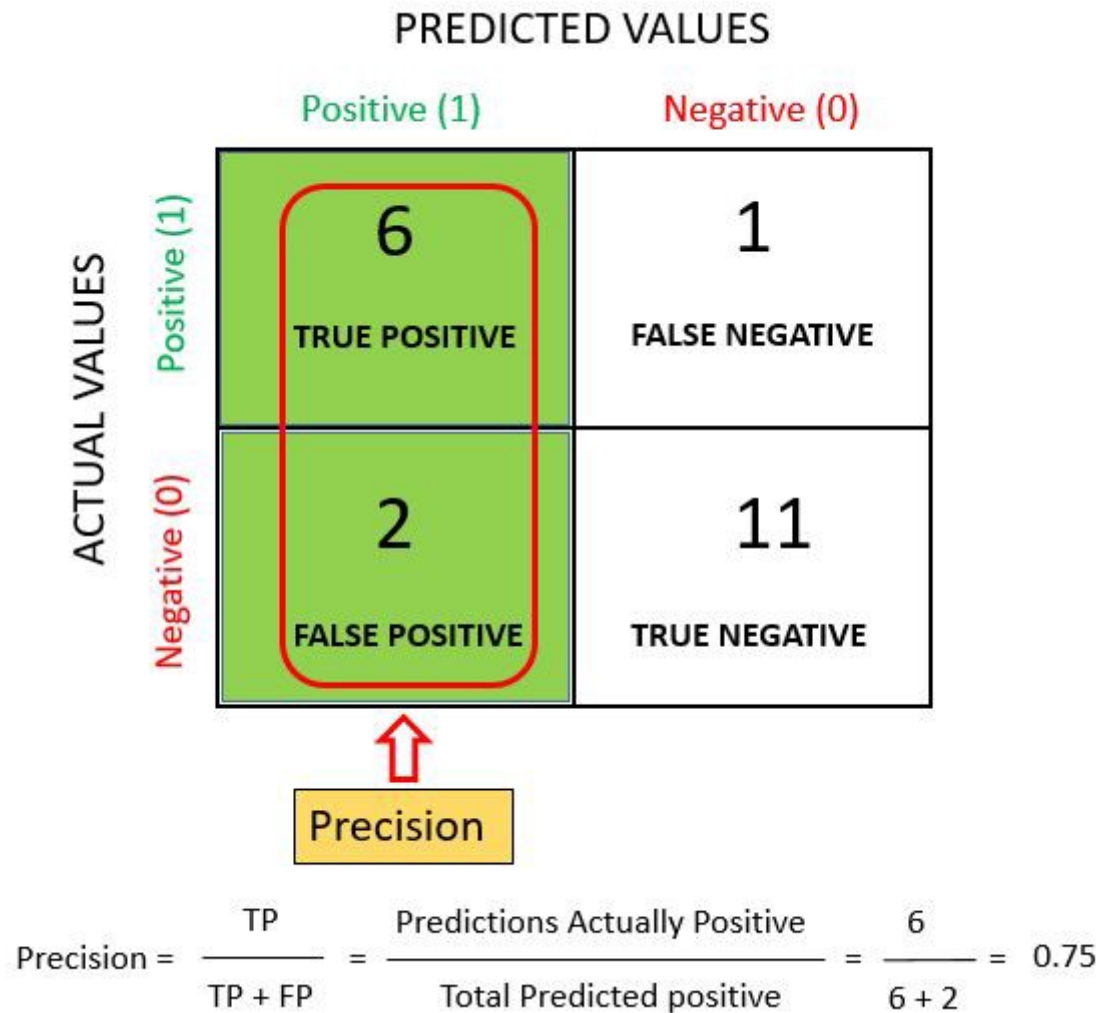 PREDICTED VALUES
Positive (1) Negative (0)
ACTUAL VALUES
Positive (1)
6 1
TRUE POSITIVE FALSE NEGATIVE
Negative (0)
2 11
FALSE POSITIVE TRUE NEGATIVE
Precision
Precision = TP / TP + FP = Predictions Actually Positive / Total Predicted positive = 6 / 6 + 2 = 0.75